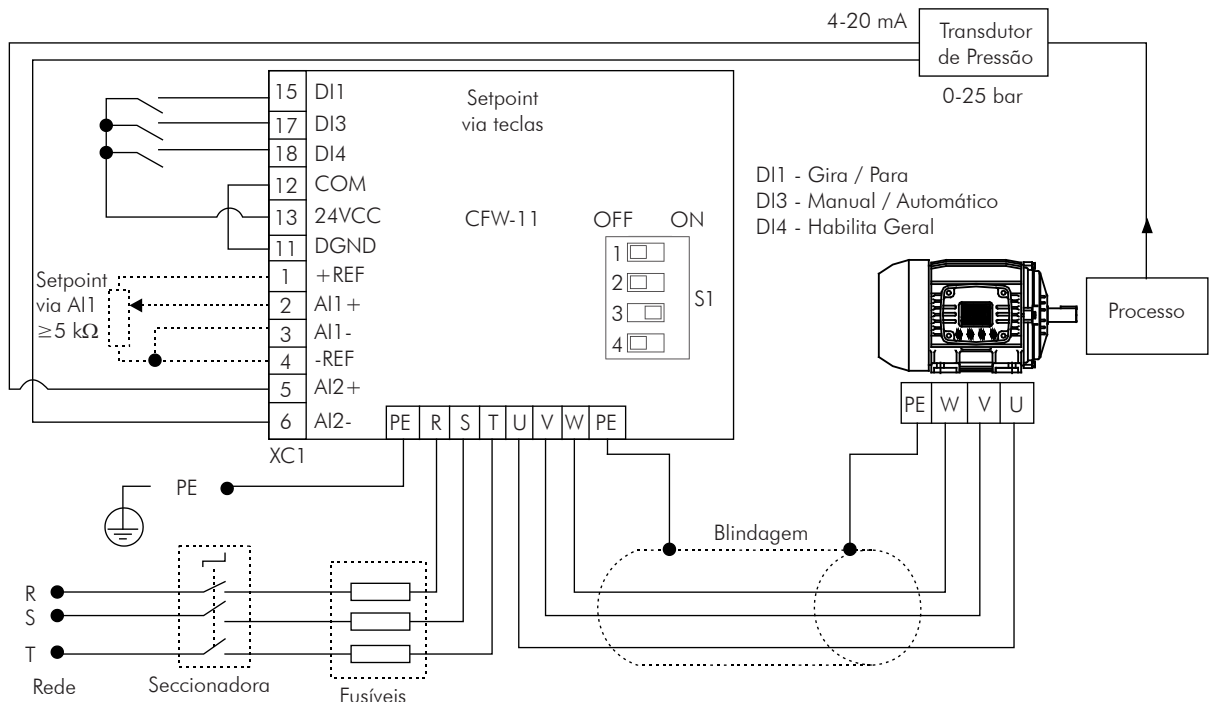 4-20 mA
Transdutor
de Pressão
0-25 bar
15 DI1
17 DI3
18 DI4
12 COM
13 24VCC
11 DGND
1 +REF
2 AI1+
3 AI1-
4 -REF
5 AI2+
6 AI2-
XC1
Setpoint
via teclas
CFW-11
OFF ON
1
2
3
4
S1
DI1 - Gira / Para
DI3 - Manual / Automático
DI4 - Habilita Geral
Setpoint
via AI1
≥5 kΩ
Processo
PE R S T U V W PE
PE W V U
PE
Blindagem
R
S
T
Rede
Seccionadora
Fusíveis